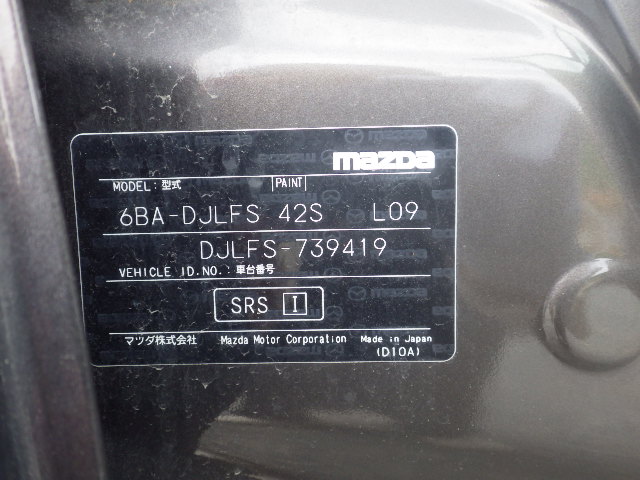 mazda
MODEL: 型式 PAINT
6BA-DJLFS 42S L09
DJLFS-739419
VEHICLE ID.NO.: 車台番号
SRS I
マツダ株式会社 Mazda Motor Corporation Made in Japan
(D10A)